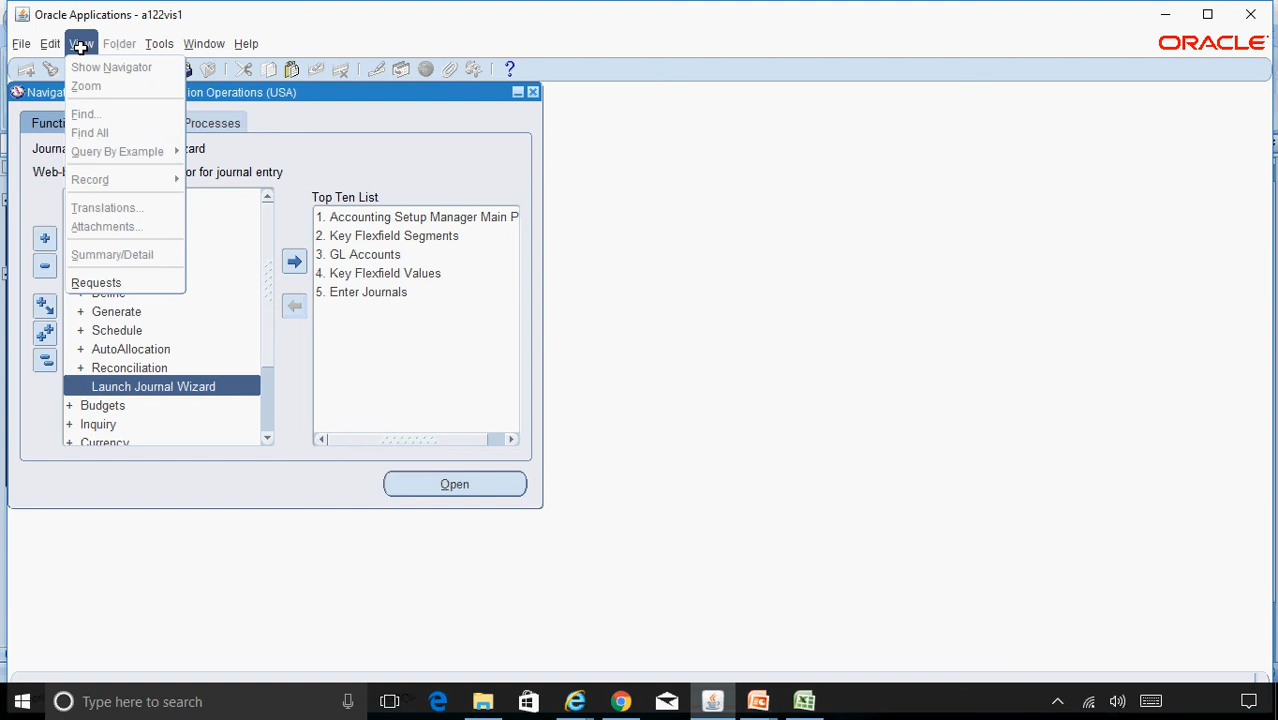 Oracle Applications - a122vis1
File Edit View Folder Tools Window Help
ORACLE
Show Navigator
Zoom
Find...
Find All
Query By Example
Record
Translations...
Attachments...
Summary/Detail
Requests
ion Operations (USA)
Processes
for journal entry
Define
+ Generate
+ Schedule
+ AutoAllocation
+ Reconciliation
Launch Journal Wizard
+ Budgets
+ Inquiry
+ Currency
Top Ten List
1. Accounting Setup Manager Main P
2. Key Flexfield Segments
3. GL Accounts
4. Key Flexfield Values
5. Enter Journals
Open
Type here to search